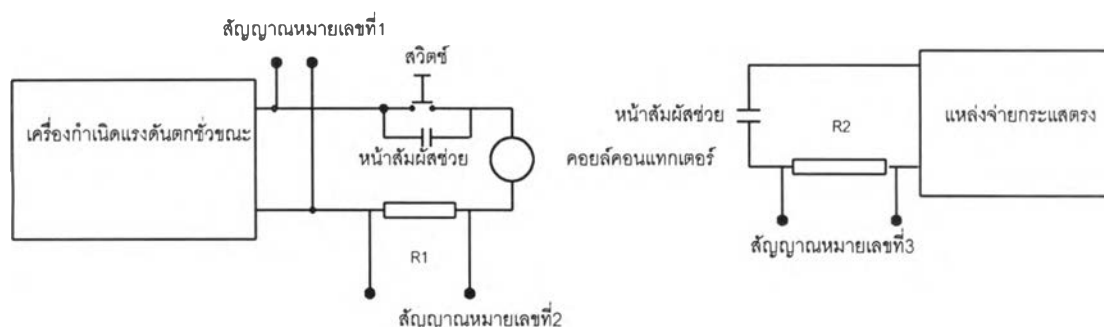 สัญญาณหมายเลขที่1
สวิตซ์
เครื่องกำเนิดแรงดันตกชั่วขณะ
หน้าสัมผัสช่วย
คอยล์คอนแทกเตอร์
R1
สัญญาณหมายเลขที่2
หน้าสัมผัสช่วย
R2
แหล่งจ่ายกระแสตรง
สัญญาณหมายเลขที่3